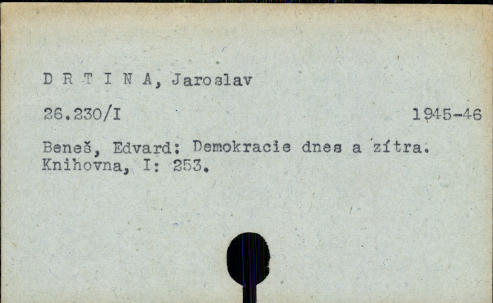 D R T I N A, Jaroslav
26.230/I 1945-46
Beneš, Edvard: Demokracie dnes a zítra.
Knihovna, I: 253.